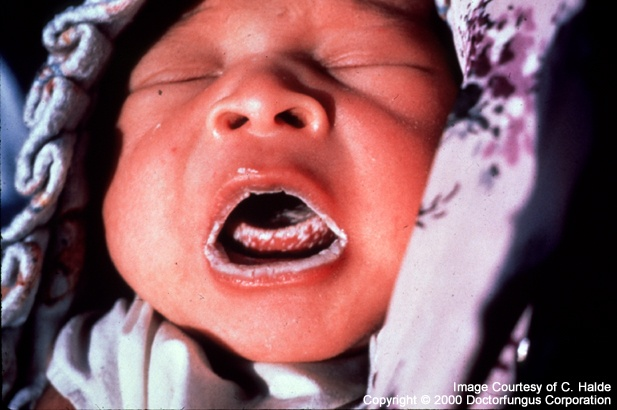 Image Courtesy of C. Halde
Copyright © 2000 Doctorfungus Corporation